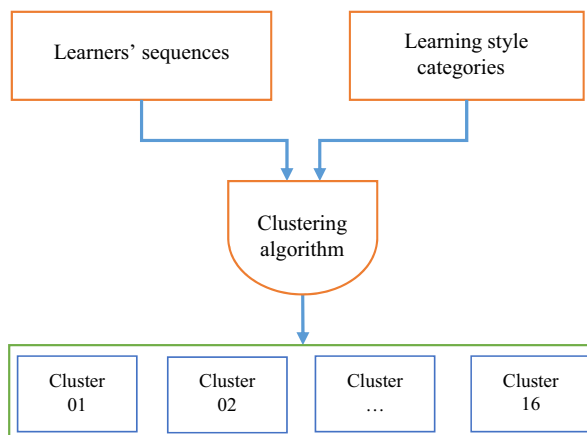 Learners’ sequences
Learning style
categories
Clustering
algorithm
Cluster
01
Cluster
02
Cluster
…
Cluster
16